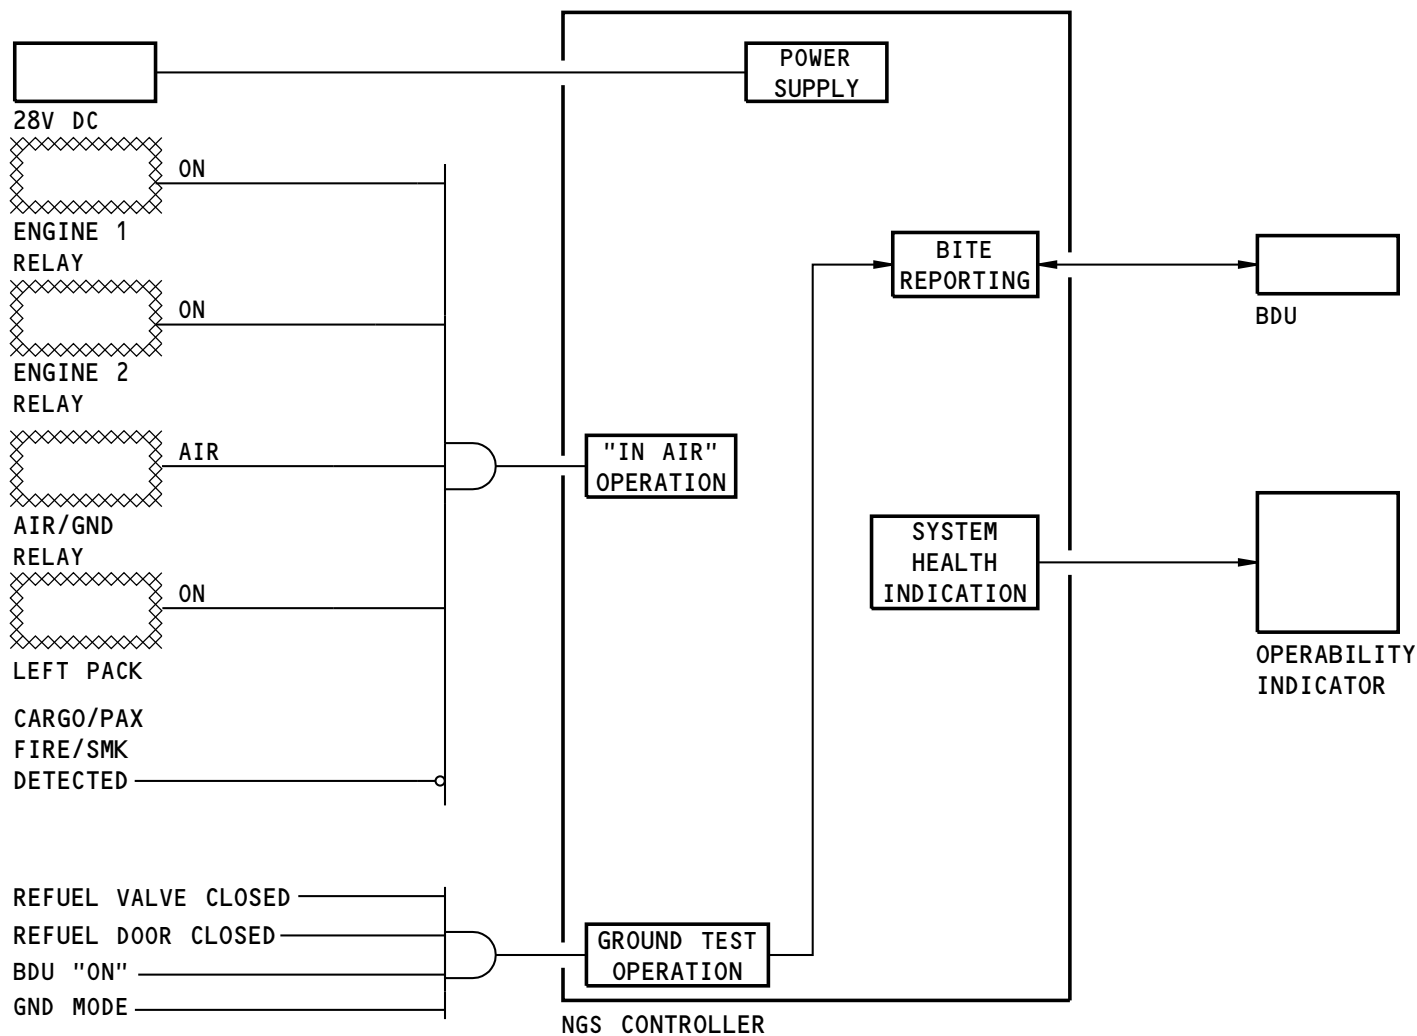 POWER
SUPPLY
28V DC
ON
ENGINE 1
RELAY
ON
ENGINE 2
RELAY
AIR
AIR/GND
RELAY
ON
LEFT PACK
CARGO/PAX
FIRE/SMK
DETECTED
"IN AIR"
OPERATION
BITE
REPORTING
BDU
SYSTEM
HEALTH
INDICATION
OPERABILITY
INDICATOR
REFUEL VALVE CLOSED
REFUEL DOOR CLOSED
BDU "ON"
GND MODE
GROUND TEST
OPERATION
NGS CONTROLLER